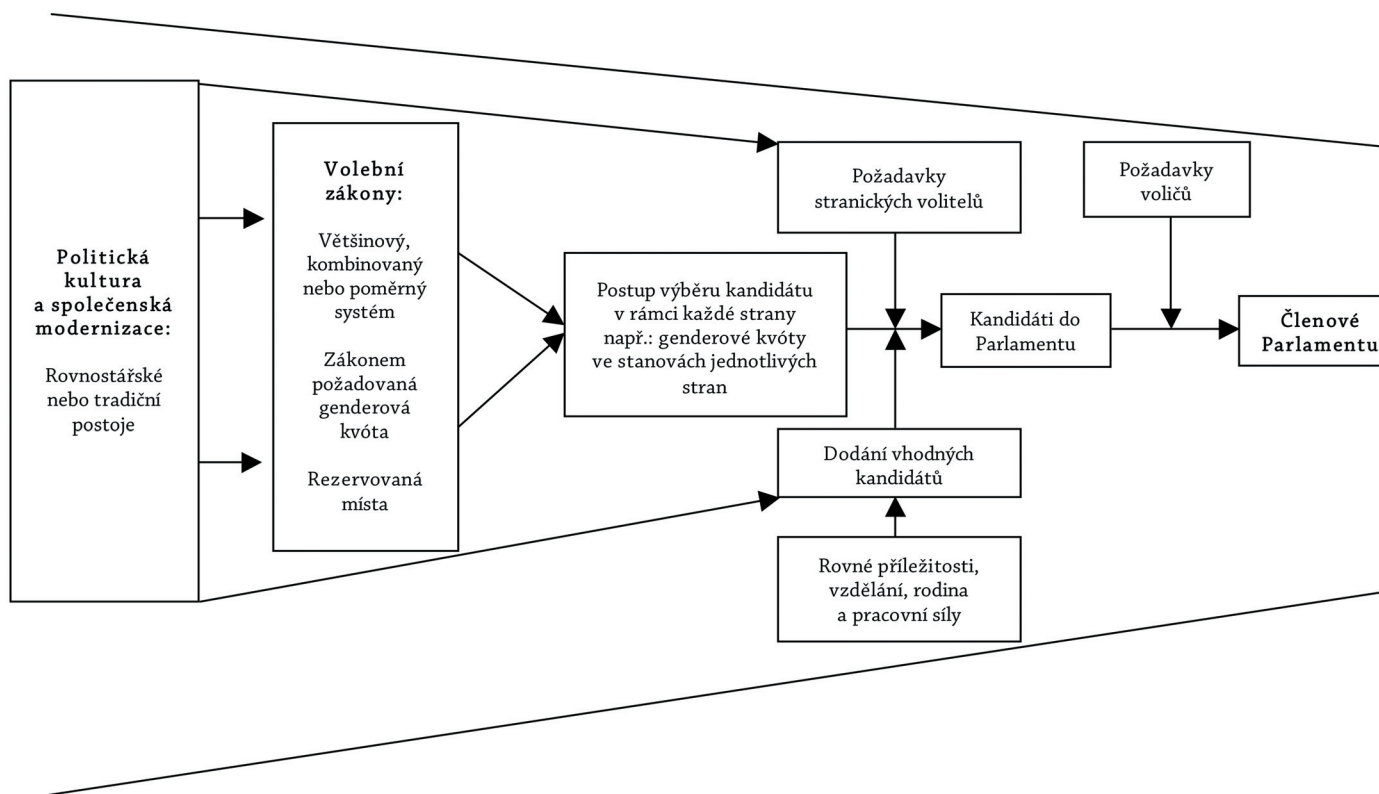 Politická
kultura
a společenská
modernizace:
Rovnostářské
nebo tradiční
postoje
Volební
zákony:
Většinový,
kombinovaný
nebo poměrný
systém
Zákonem
požadovaná
genderová
kvóta
Rezervovaná
místa
Postup výběru kandidátu
v rámci každé strany
např.: genderové kvóty
ve stanovách jednotlivých
stran
Požadavky
stranických volitelů
Dodání vhodných
kandidátů
Rovné příležitosti,
vzdělání, rodina
a pracovní síly
Kandidáti do
Parlamentu
Požadavky
voličů
Členové
Parlamentu